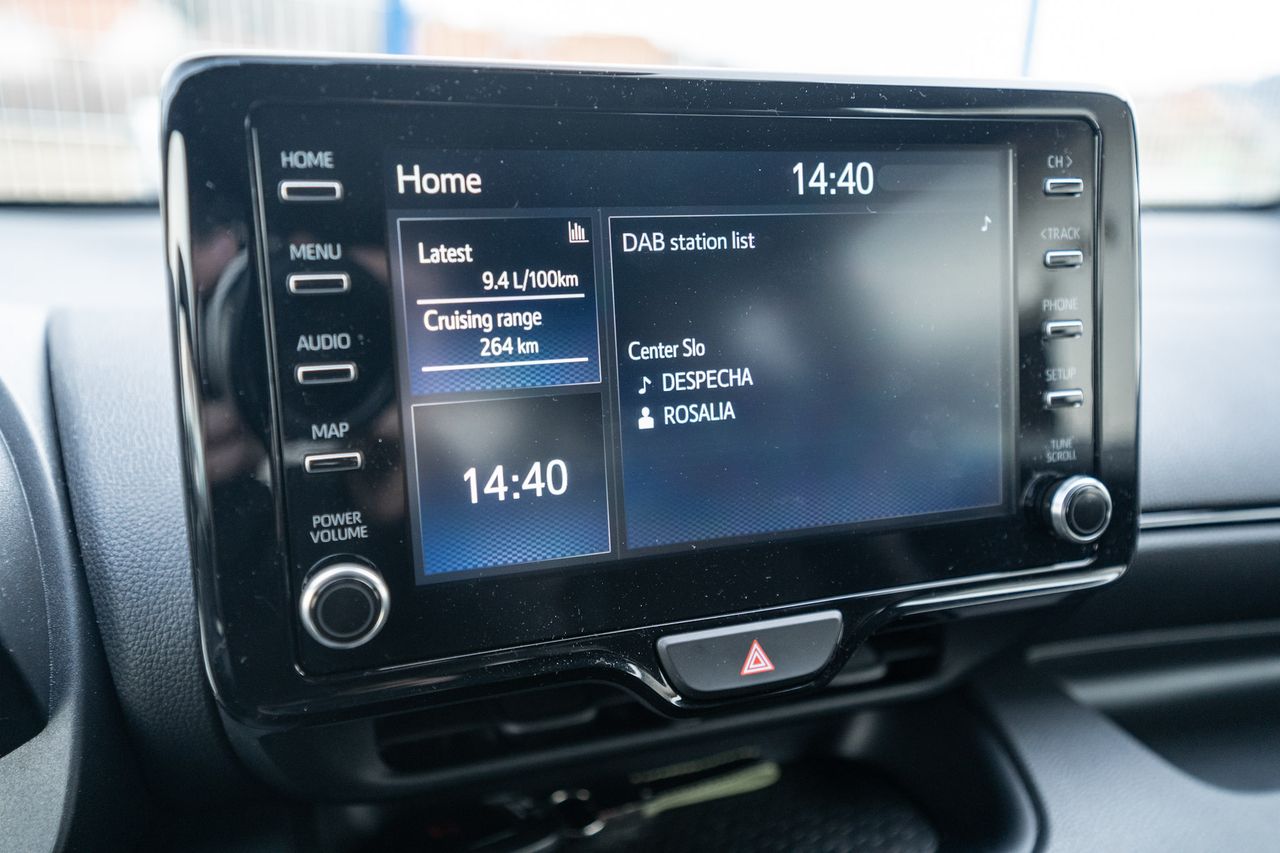 HOME
MENU
AUDIO
MAP
POWER
VOLUME
Home
14:40
Latest
9.4 L/100km
Cruising range
264 km
14:40
DAB station list
Center Slo
DESPECHA
ROSALIA
CH >
< TRACK
PHONE
SETUP
TUNE
SCROLL